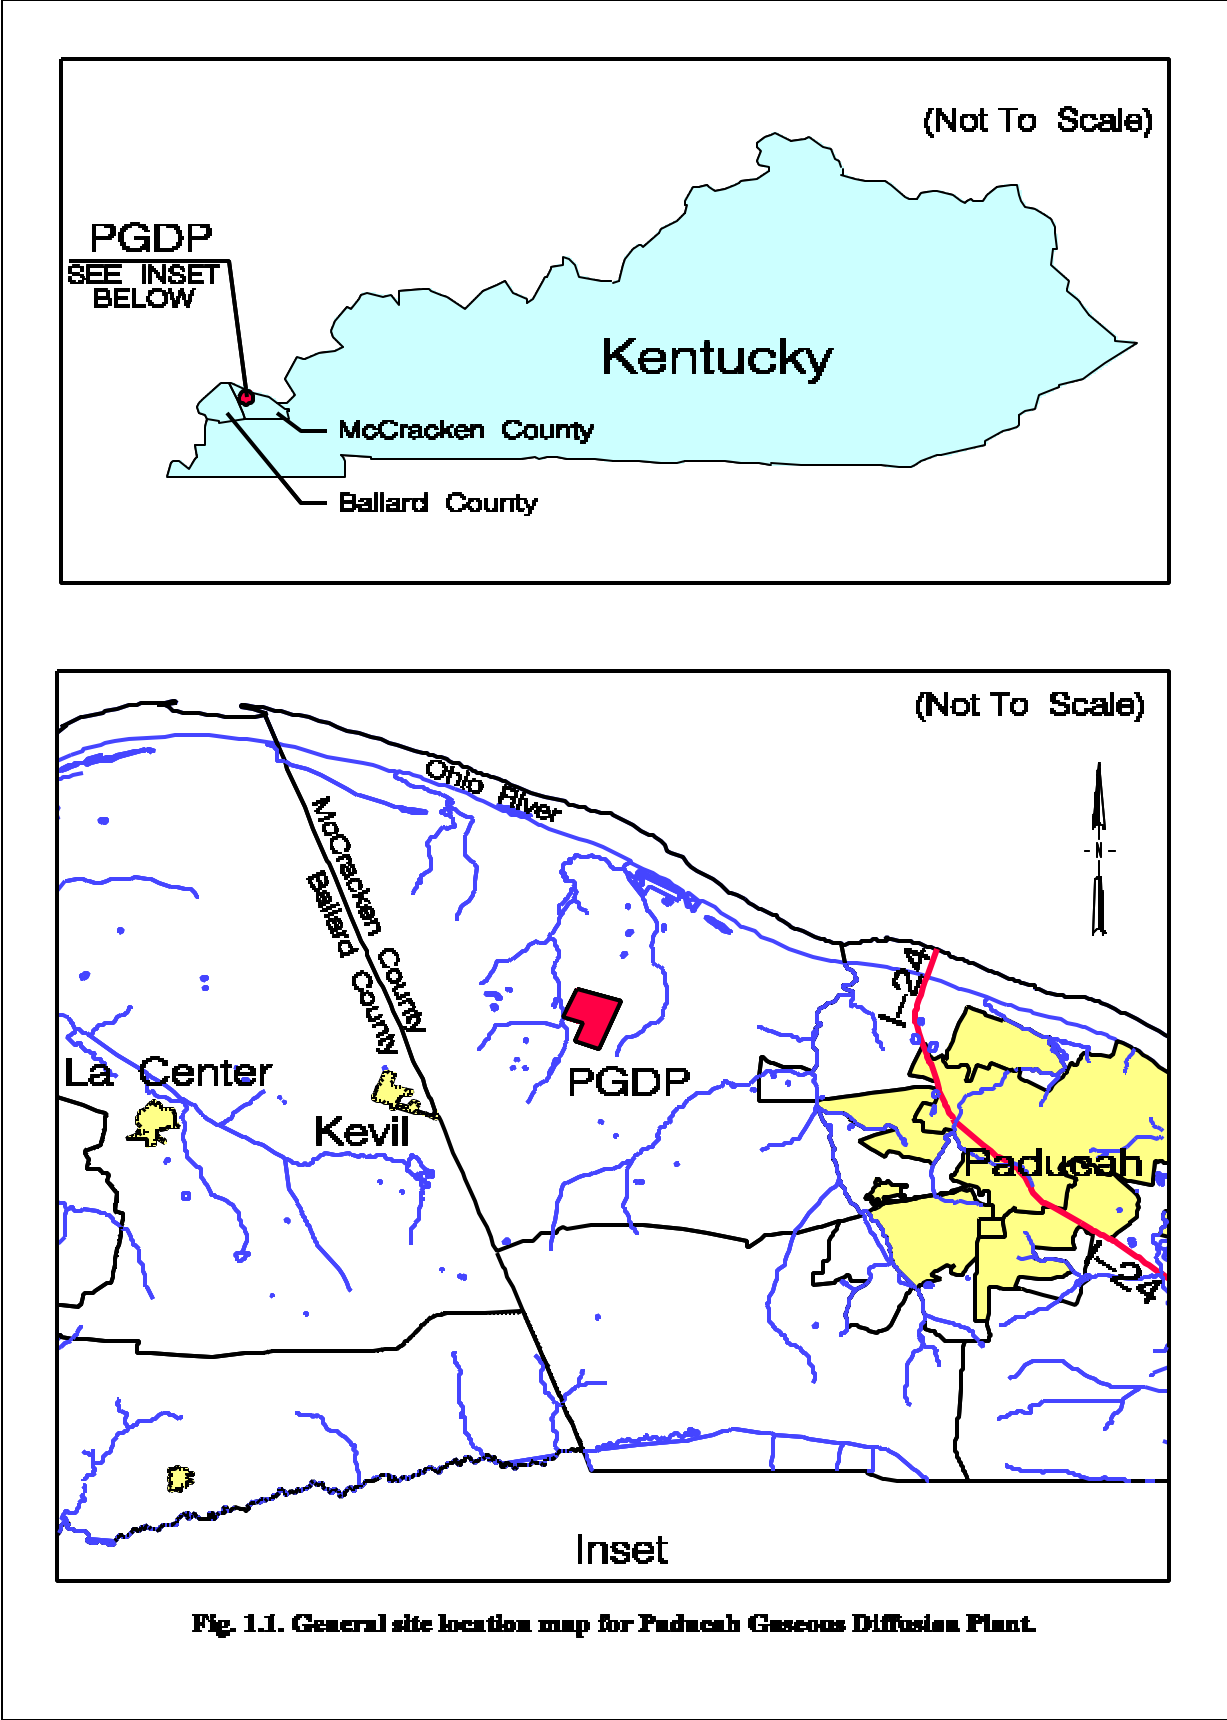 (Not To Scale)
PGDP
SEE INSET
BELOW
Kentucky
McCracken County
Ballard County
(Not To Scale)
Ohio River
McCracken County
Ballard County
N
I-24
La Center
PGDP
Kevil
Paducah
I-24
Inset
Fig. 1.1. General site location map for Paducah Gaseous Diffusion Plant.